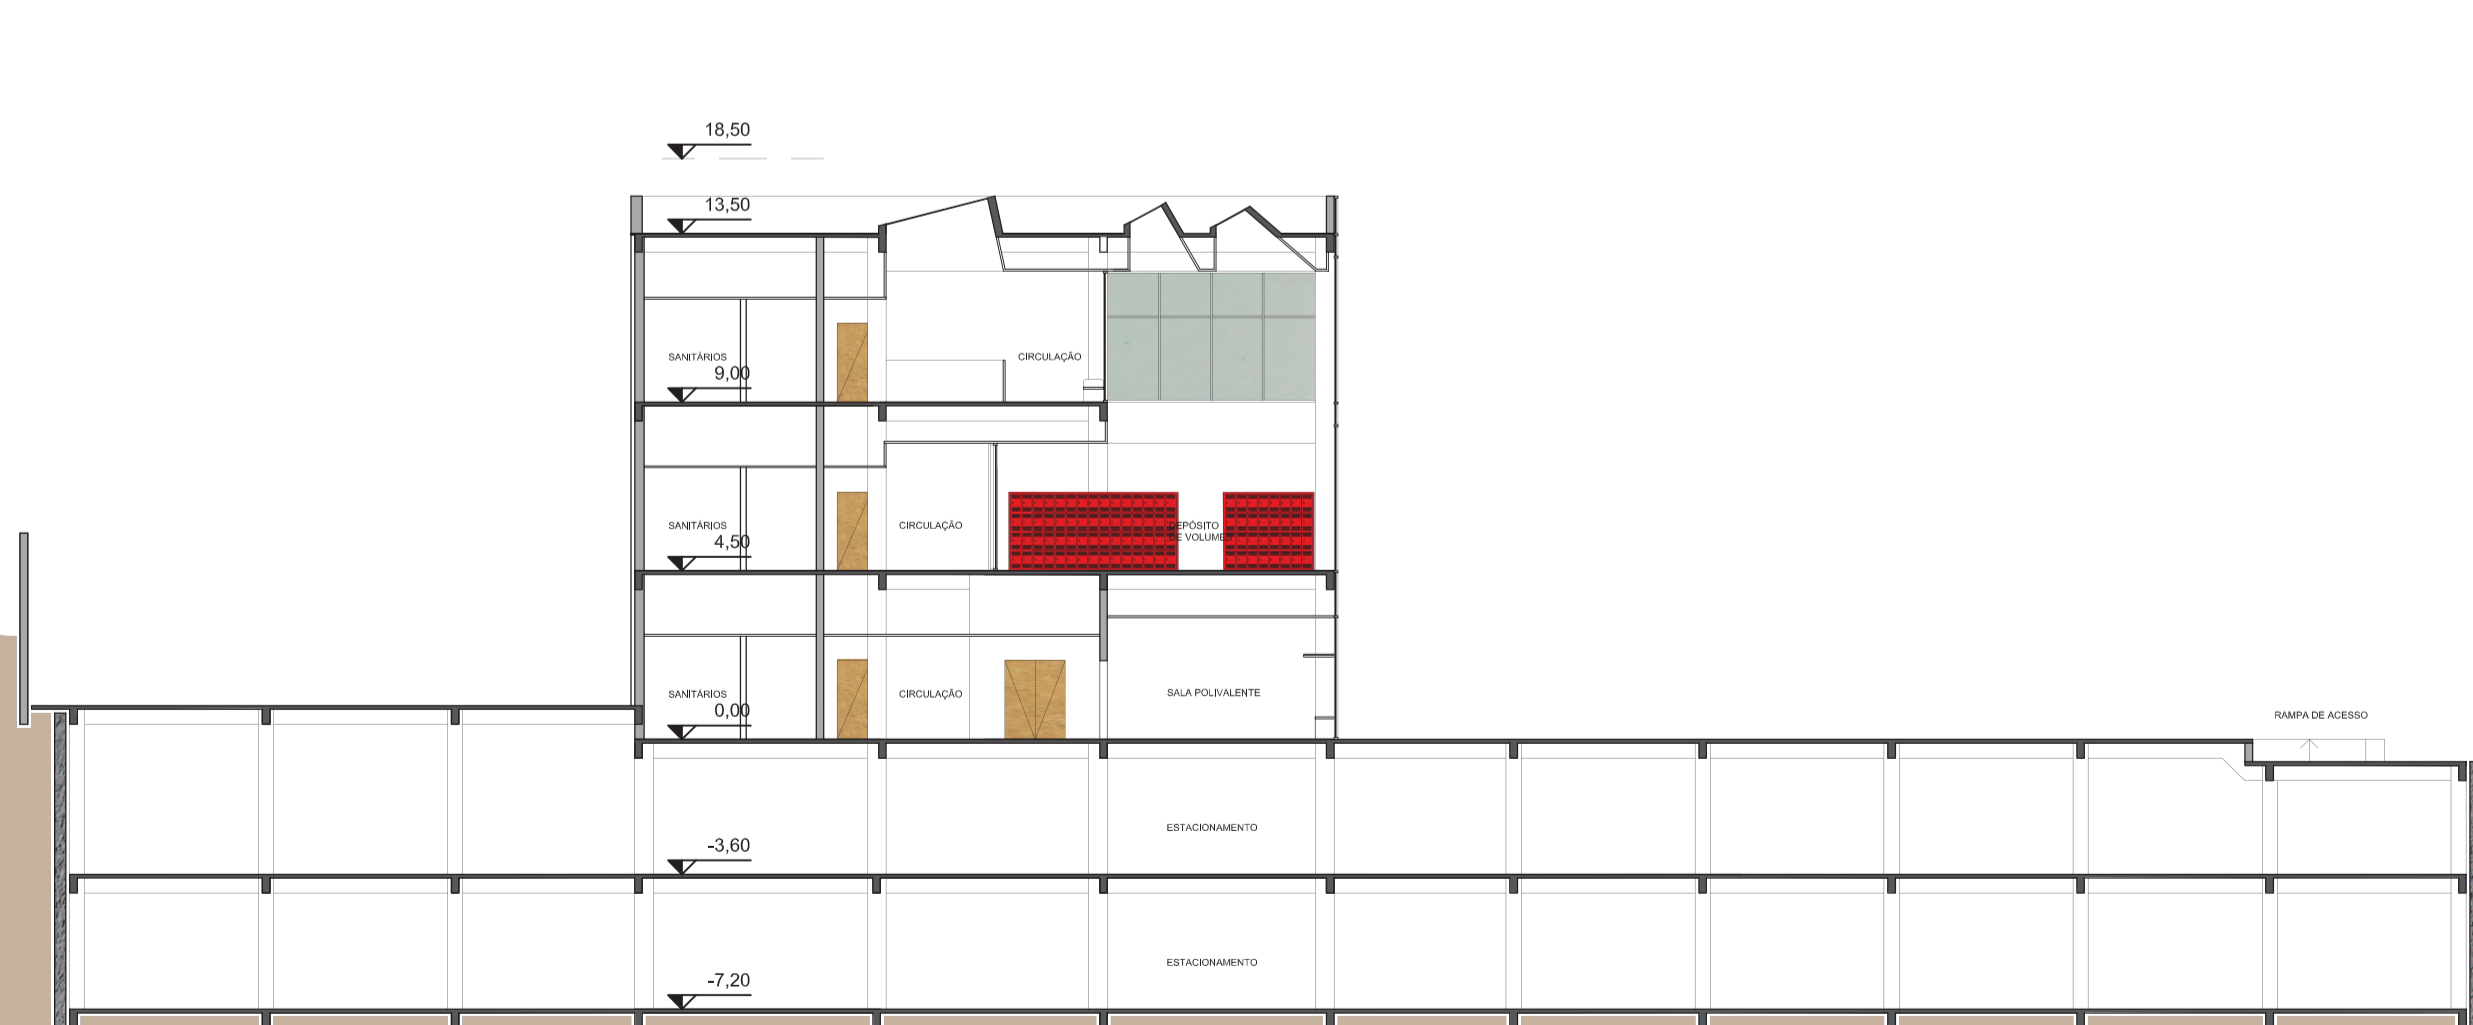 18,50
13,50
SANITÁRIOS
CIRCULAÇÃO
9,00
SANITÁRIOS
CIRCULAÇÃO
DEPÓSITO
DE VOLUMES
4,50
SANITÁRIOS
CIRCULAÇÃO
SALA POLIVALENTE
0,00
RAMPA DE ACESSO
ESTACIONAMENTO
-3,60
ESTACIONAMENTO
-7,20